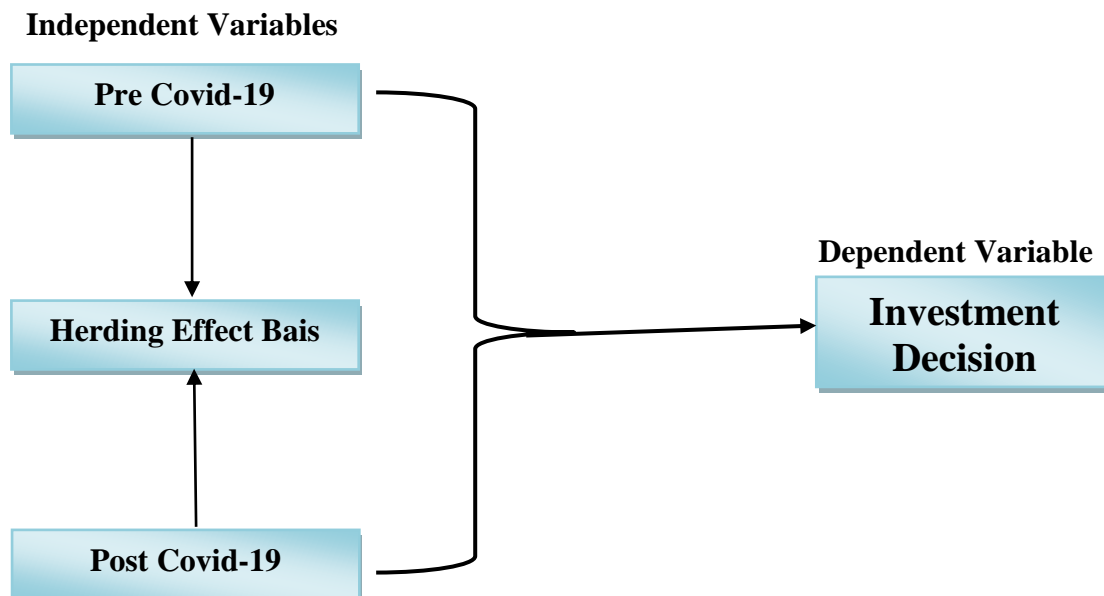 Independent Variables
Pre Covid-19
Herding Effect Bais
Post Covid-19
Dependent Variable
Investment
Decision